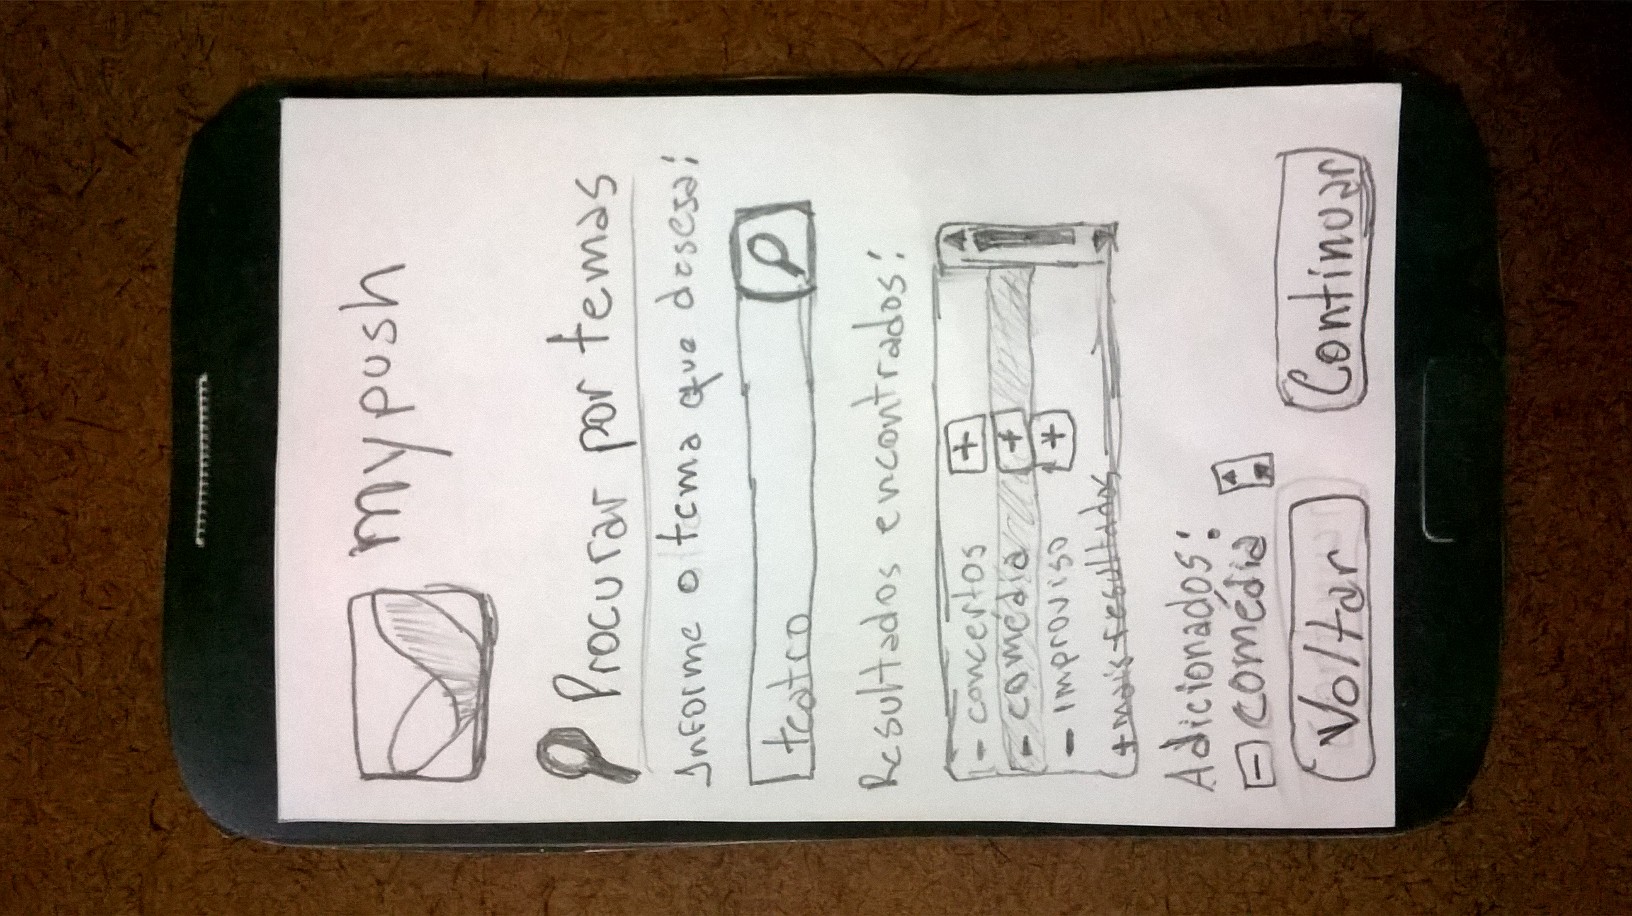 mypush
Procurar por temas
Informe o tema que deseja:
teatro
Resultados encontrados:
- concertos +
- comédia +
- improviso +
+ mais resultados
Adicionados:
- comédia
Voltar
Continuar